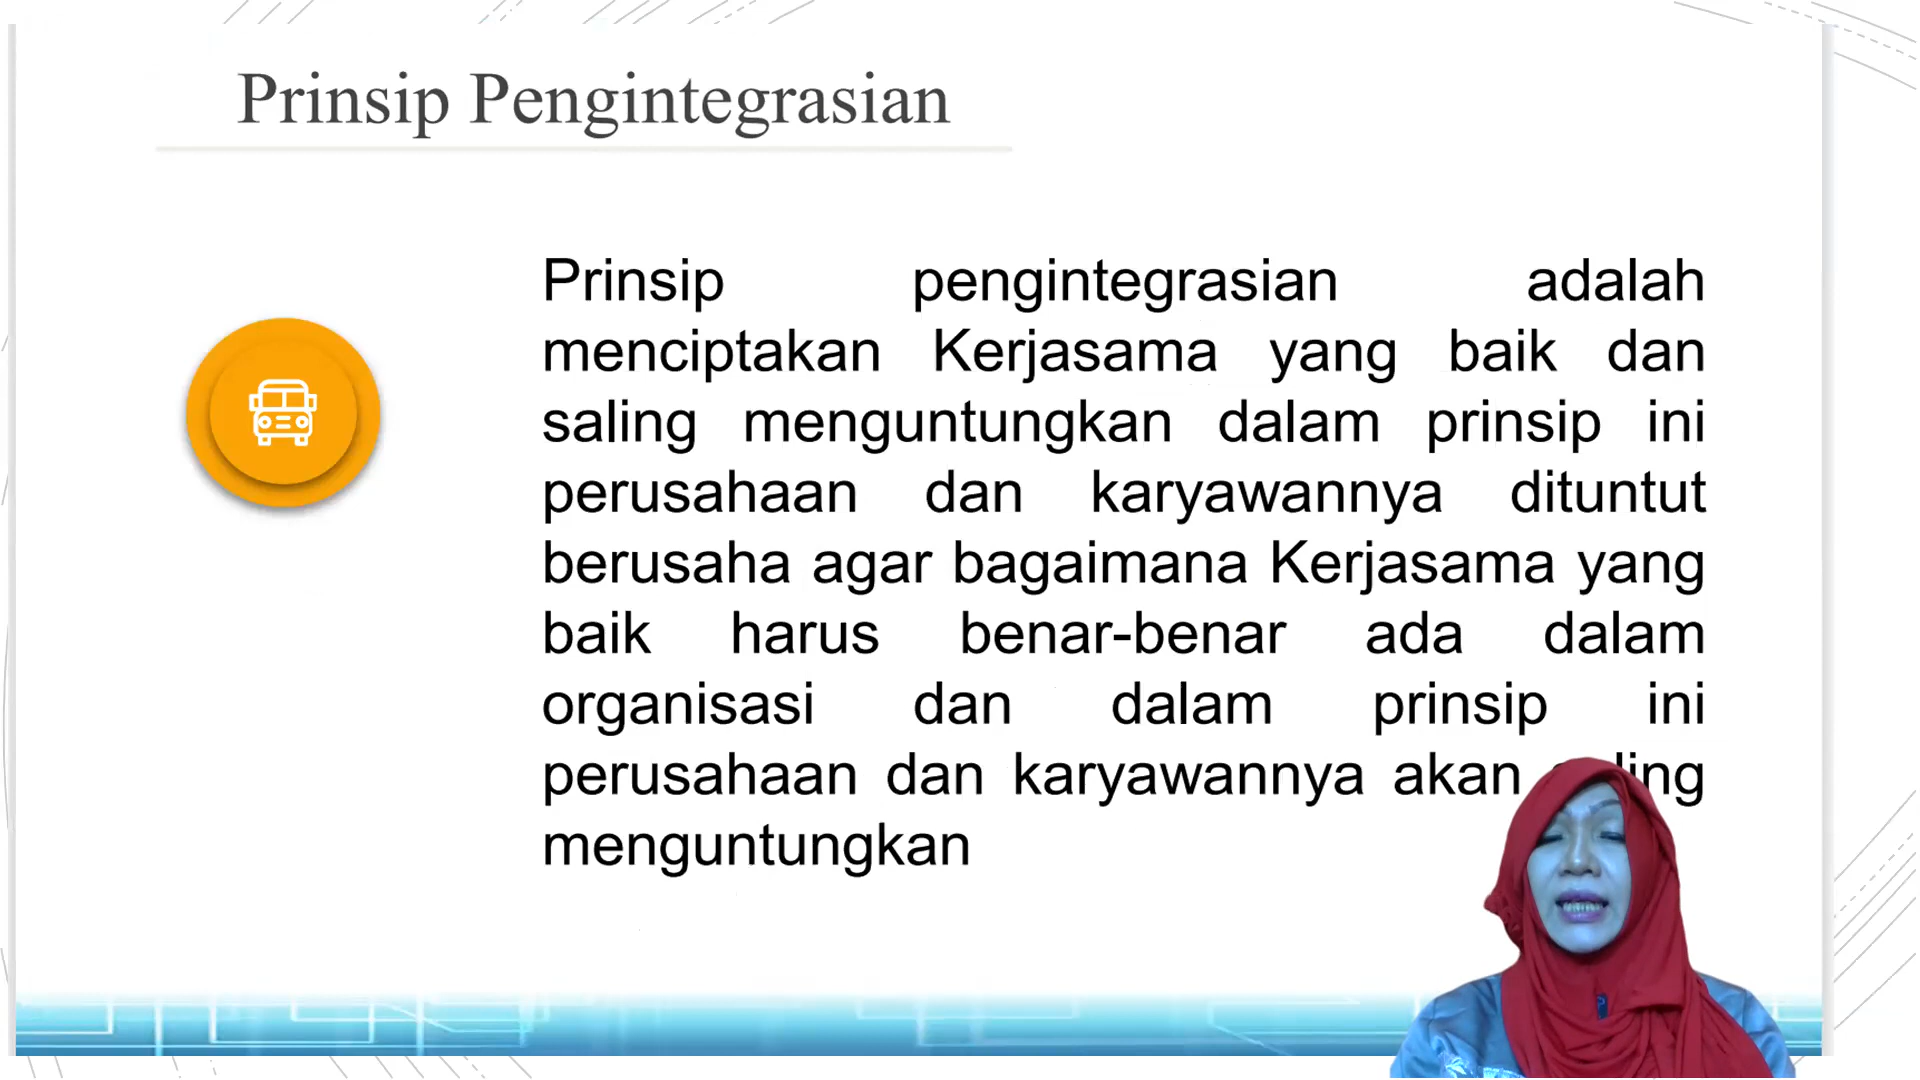 Prinsip Pengintegrasian
Prinsip pengintegrasian adalah
menciptakan Kerjasama yang baik dan
saling menguntungkan dalam prinsip ini
perusahaan dan karyawannya dituntut
berusaha agar bagaimana Kerjasama yang
baik harus benar-benar ada dalam
organisasi dan dalam prinsip ini
perusahaan dan karyawannya akan saling
menguntungkan